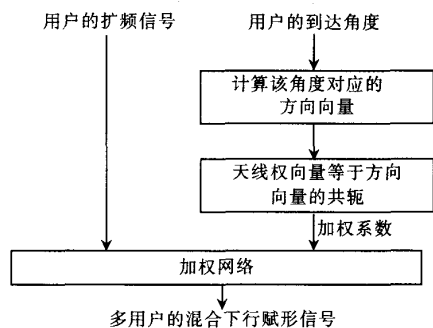 用户的扩频信号
用户的到达角度
计算该角度对应的
方向向量
天线权向量等于方向
向量的共轭
加权系数
加权网络
多用户的混合下行赋形信号